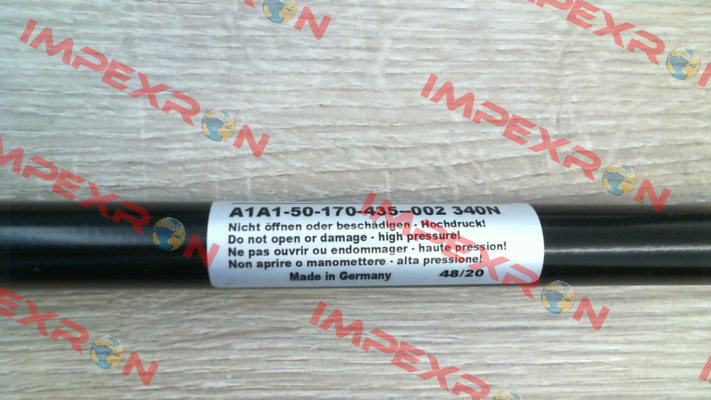 A1A1-50-170-435--002 340N
Nicht öffnen oder beschädigen - Hochdruck!
Do not open or damage - high pressure!
Ne pas ouvrir ou endommager - haute pression!
Non aprire o manomettere - alta pressione!
Made in Germany 48/20
IMPEXRON
IMPEXRON
IMPEXRON
IMPEXRON
IMPEXRON
IMPEXRON